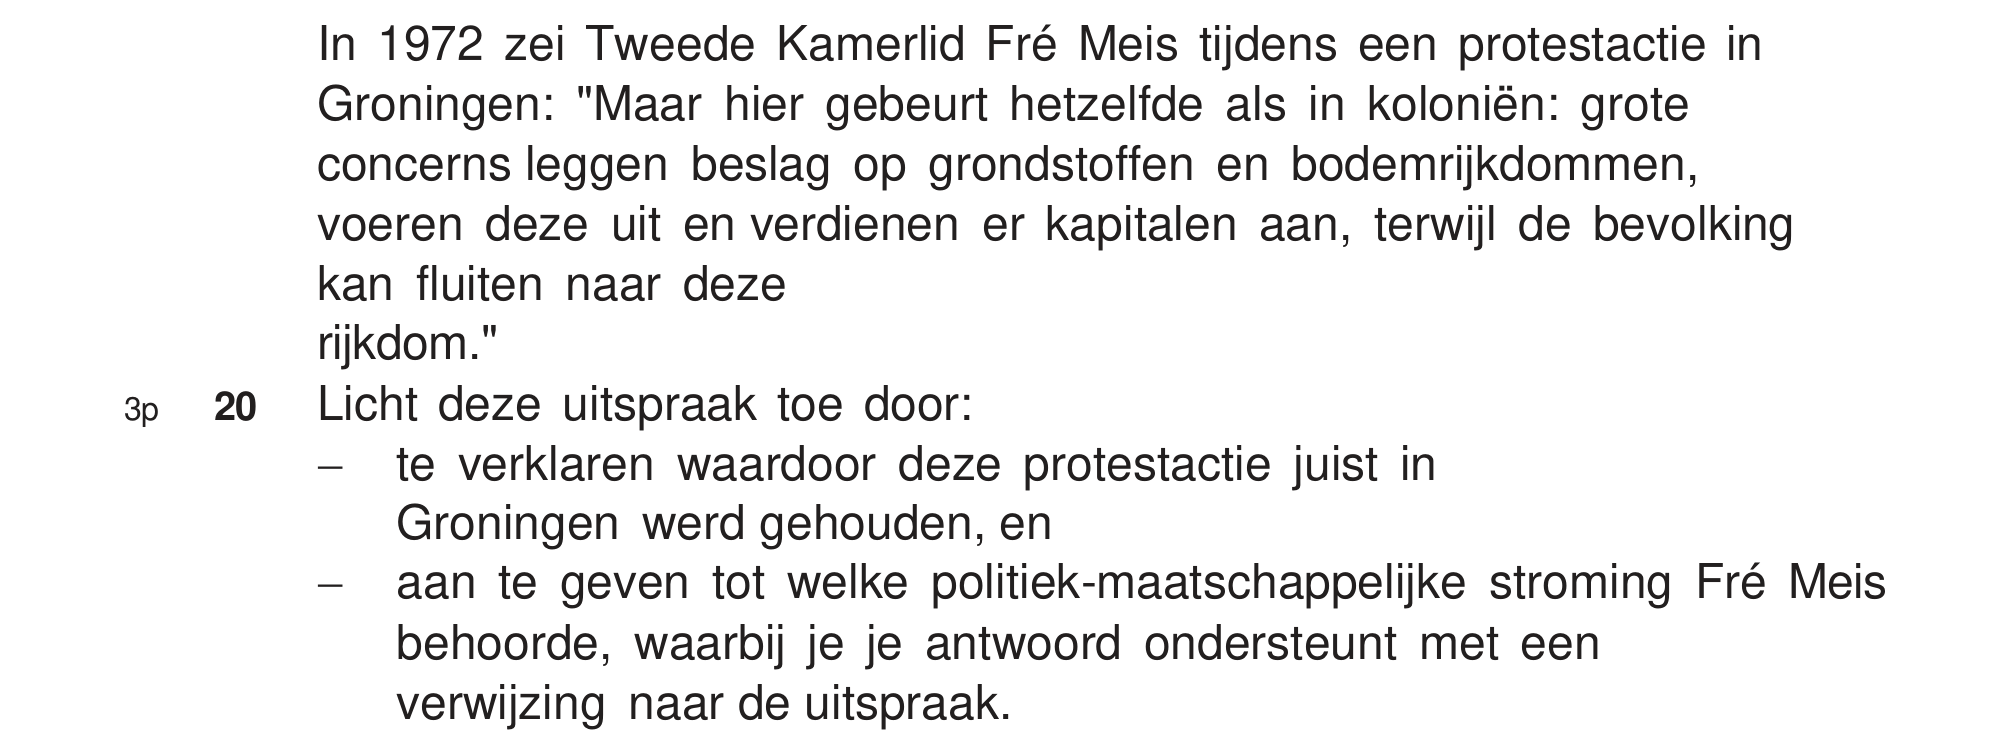 In 1972 zei Tweede Kamerlid Fré Meis tijdens een protestactie in
Groningen: "Maar hier gebeurt hetzelfde als in koloniën: grote
concerns leggen beslag op grondstoffen en bodemrijkdommen,
voeren deze uit en verdienen er kapitalen aan, terwijl de bevolking
kan fluiten naar deze
rijkdom."
3p 20 Licht deze uitspraak toe door:
– te verklaren waardoor deze protestactie juist in
Groningen werd gehouden, en
– aan te geven tot welke politiek-maatschappelijke stroming Fré Meis
behoorde, waarbij je je antwoord ondersteunt met een
verwijzing naar de uitspraak.